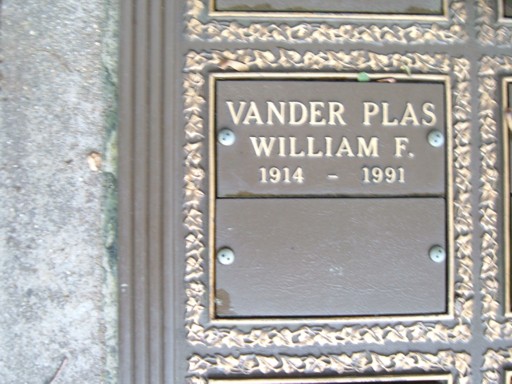 VANDER PLAS
WILLIAM F.
1914 - 1991